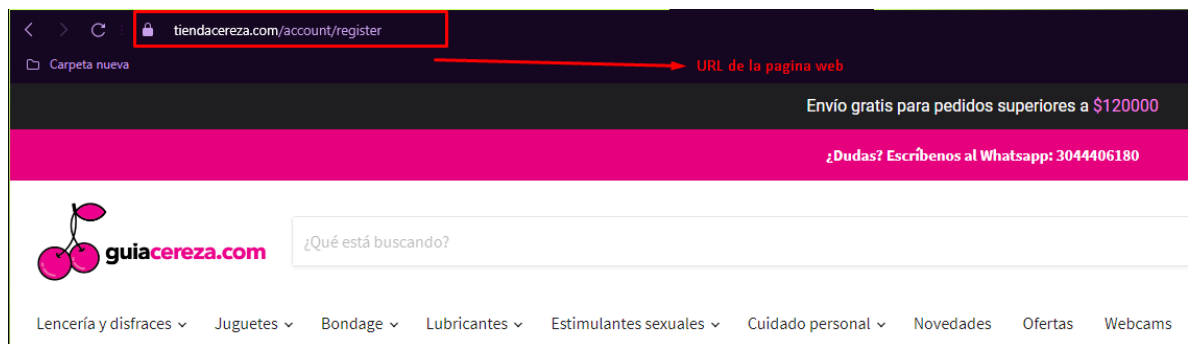 tiendacereza.com/account/register
Carpeta nueva
URL de la pagina web
Envío gratis para pedidos superiores a $120000
¿Dudas? Escríbenos al Whatsapp: 3044406180
guiacereza.com
¿Qué está buscando?
Lencería y disfraces Juguetes Bondage Lubricantes Estimulantes sexuales Cuidado personal Novedades Ofertas Webcams